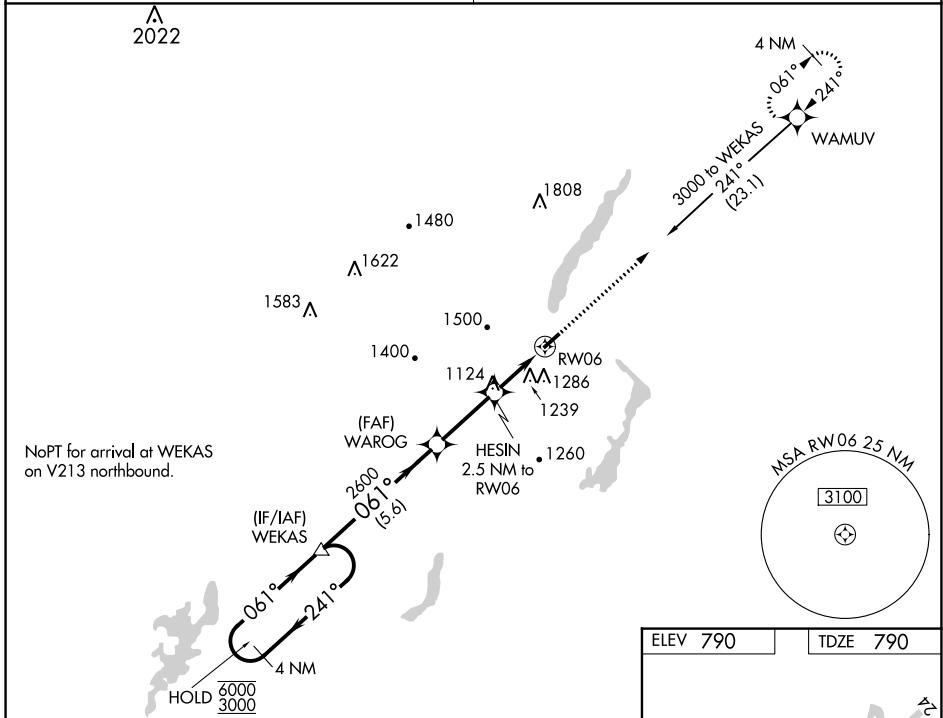 2022
4 NM
061°
241°
WAMUV
3000 to WEKAS
241°
(23.1)
1808
1480
1622
1583
1500
1400
RW06
1124
1286
1239
(FAF)
WAROG
HESIN
2.5 NM to
RW06
1260
NoPT for arrival at WEKAS
on V213 northbound.
2600
061°
(5.6)
(IF/IAF)
WEKAS
MSA RW06 25 NM
3100
061°
241°
4 NM
HOLD 6000
3000
ELEV 790
TDZE 790
24